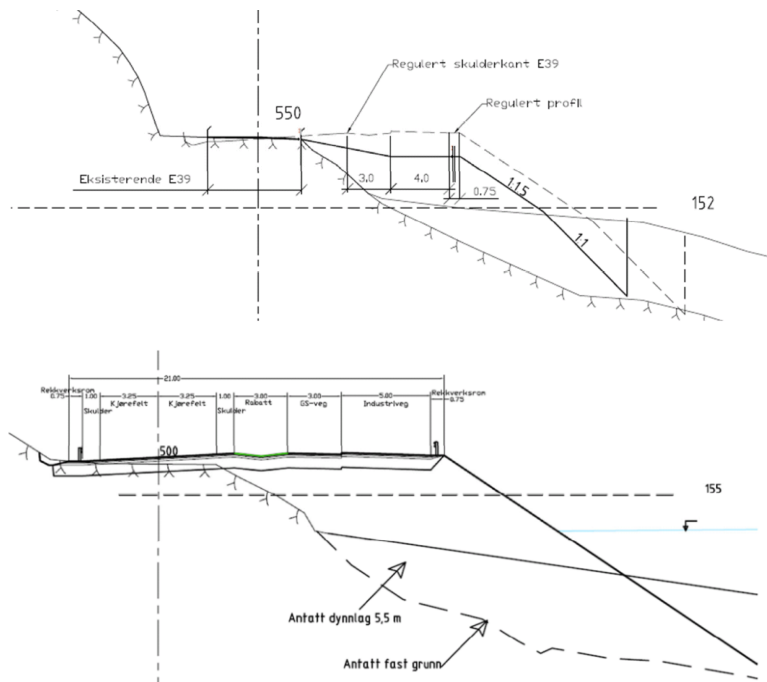 Regulert skulderkant E39
Regulert profil
550
Eksisterende E39
3.0
4.0
0.75
1:1.5
1:1
152
21.00
Rekkverksrom
0.75
1.00
3.25
3.25
1.00
3.00
3.00
5.00
Rekkverksrom
0.75
Skulder
Kjørefelt
Kjørefelt
Skulder
Rabatt
GS-veg
Industriveg
500
155
Antatt dynnlag 5,5 m
Antatt fast grunn